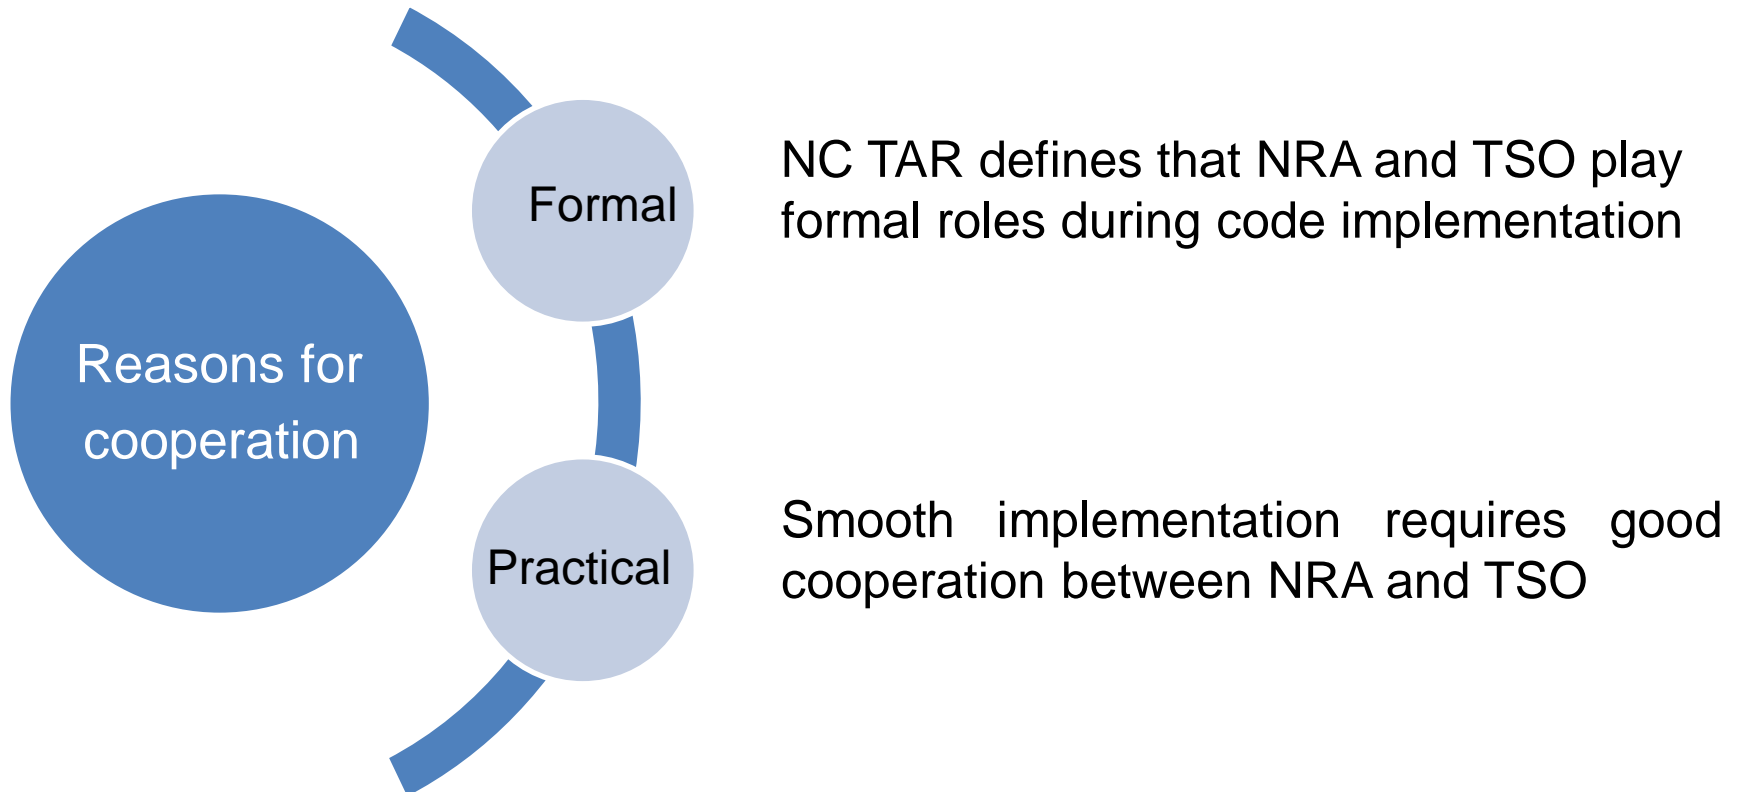 Reasons for
cooperation
Formal
NC TAR defines that NRA and TSO play
formal roles during code implementation
Practical
Smooth implementation requires good
cooperation between NRA and TSO